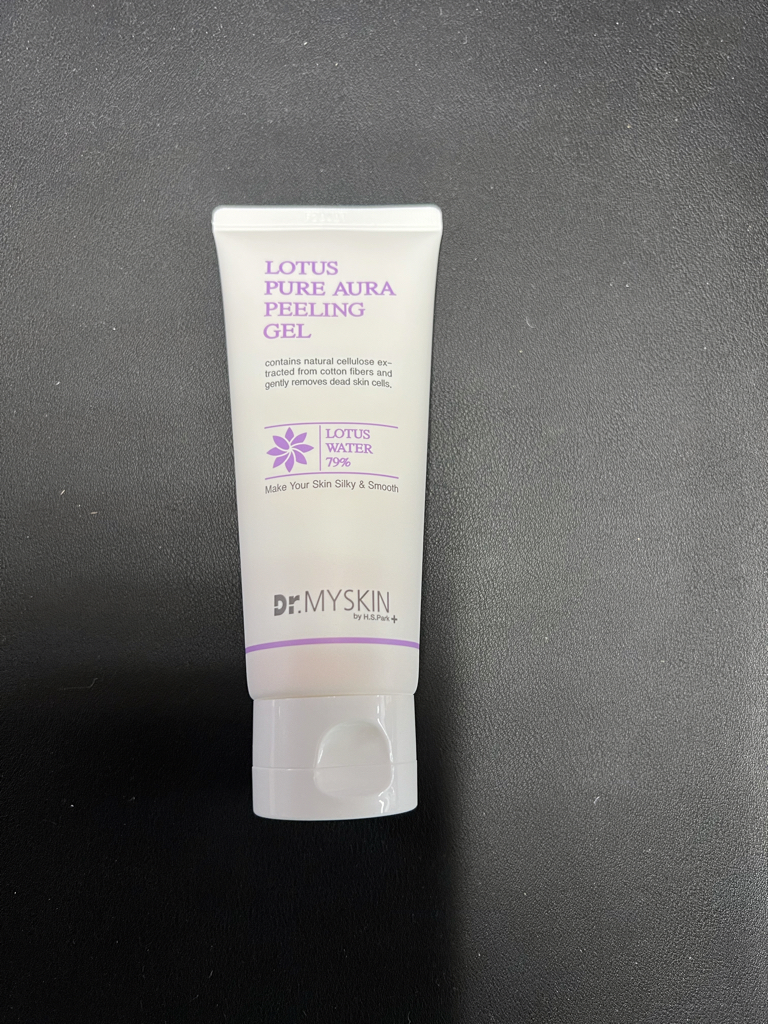 LOTUS
PURE AURA
PEELING
GEL
contains natural cellulose ex-
tracted from cotton fibers and
gently removes dead skin cells.
LOTUS
WATER
79%
Make Your Skin Silky & Smooth
Dr.MYSKIN
by H.S.Park+